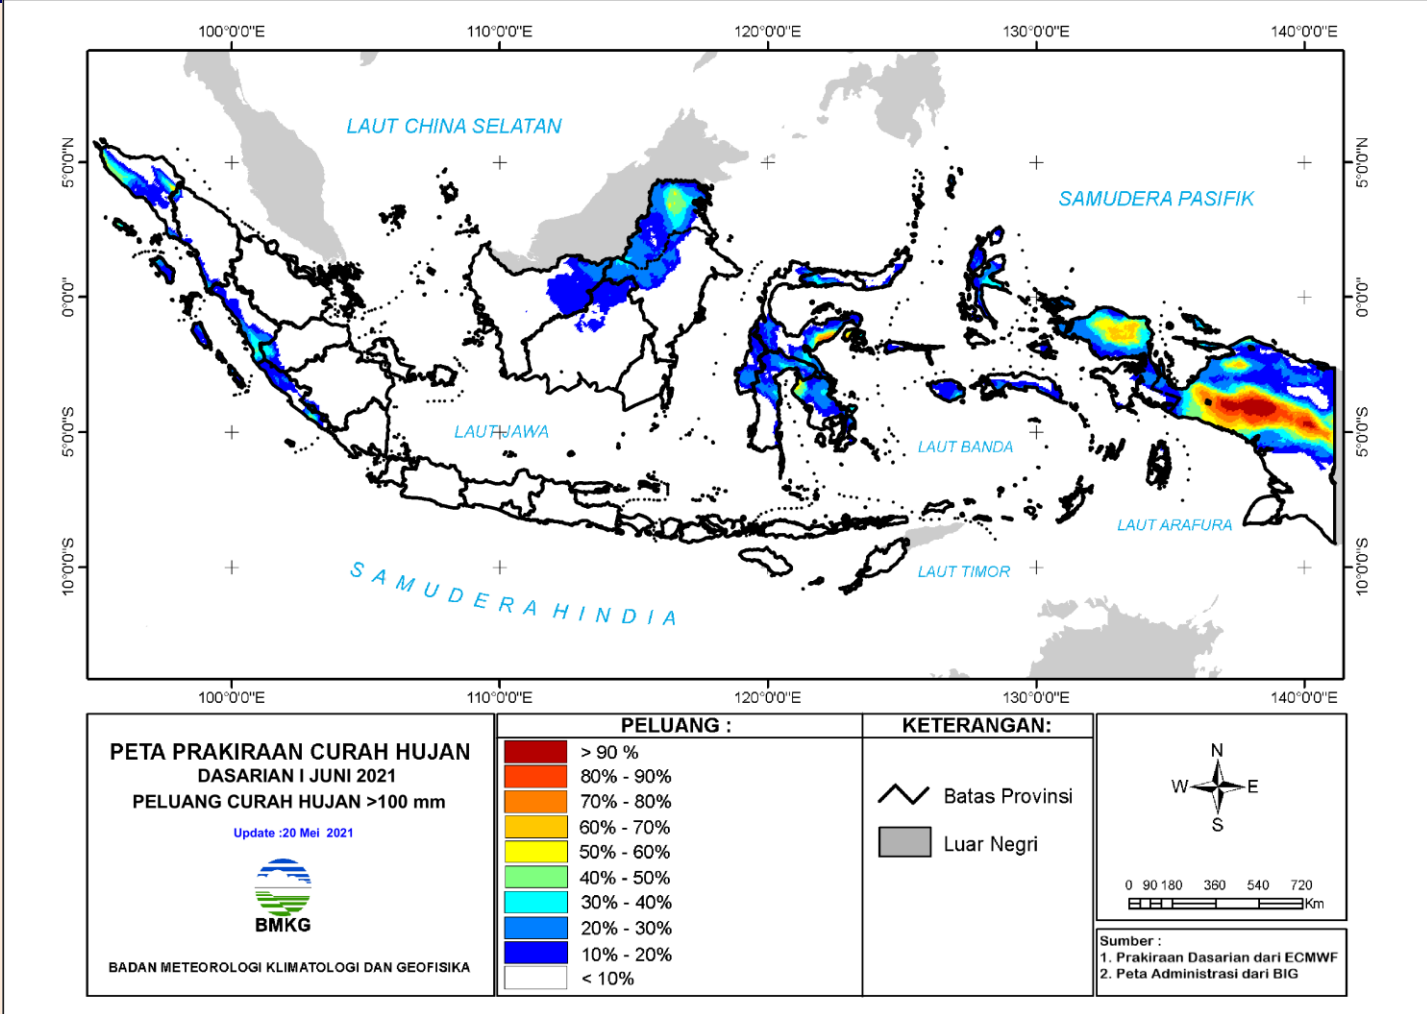 100°0'0"E 110°0'0"E 120°0'0"E 130°0'0"E 140°0'0"E
LAUT CHINA SELATAN
5°0'0"N 5°0'0"N
SAMUDERA PASIFIK
0°0'0" 0°0'0"
LAUT JAWA
5°0'0"S 5°0'0"S
LAUT BANDA
LAUT ARAFURA
10°0'0"S 10°0'0"S
LAUT TIMOR
SAMUDERA HINDIA
100°0'0"E 110°0'0"E 120°0'0"E 130°0'0"E 140°0'0"E
PETA PRAKIRAAN CURAH HUJAN
DASARIAN I JUNI 2021
PELUANG CURAH HUJAN >100 mm
Update :20 Mei 2021
BMKG
BADAN METEOROLOGI KLIMATOLOGI DAN GEOFISIKA
PELUANG :
> 90 %
80% - 90%
70% - 80%
60% - 70%
50% - 60%
40% - 50%
30% - 40%
20% - 30%
10% - 20%
< 10%
KETERANGAN:
Batas Provinsi
Luar Negri
N
W E
S
0 90 180 360 540 720
Km
Sumber :
1. Prakiraan Dasarian dari ECMWF
2. Peta Administrasi dari BIG